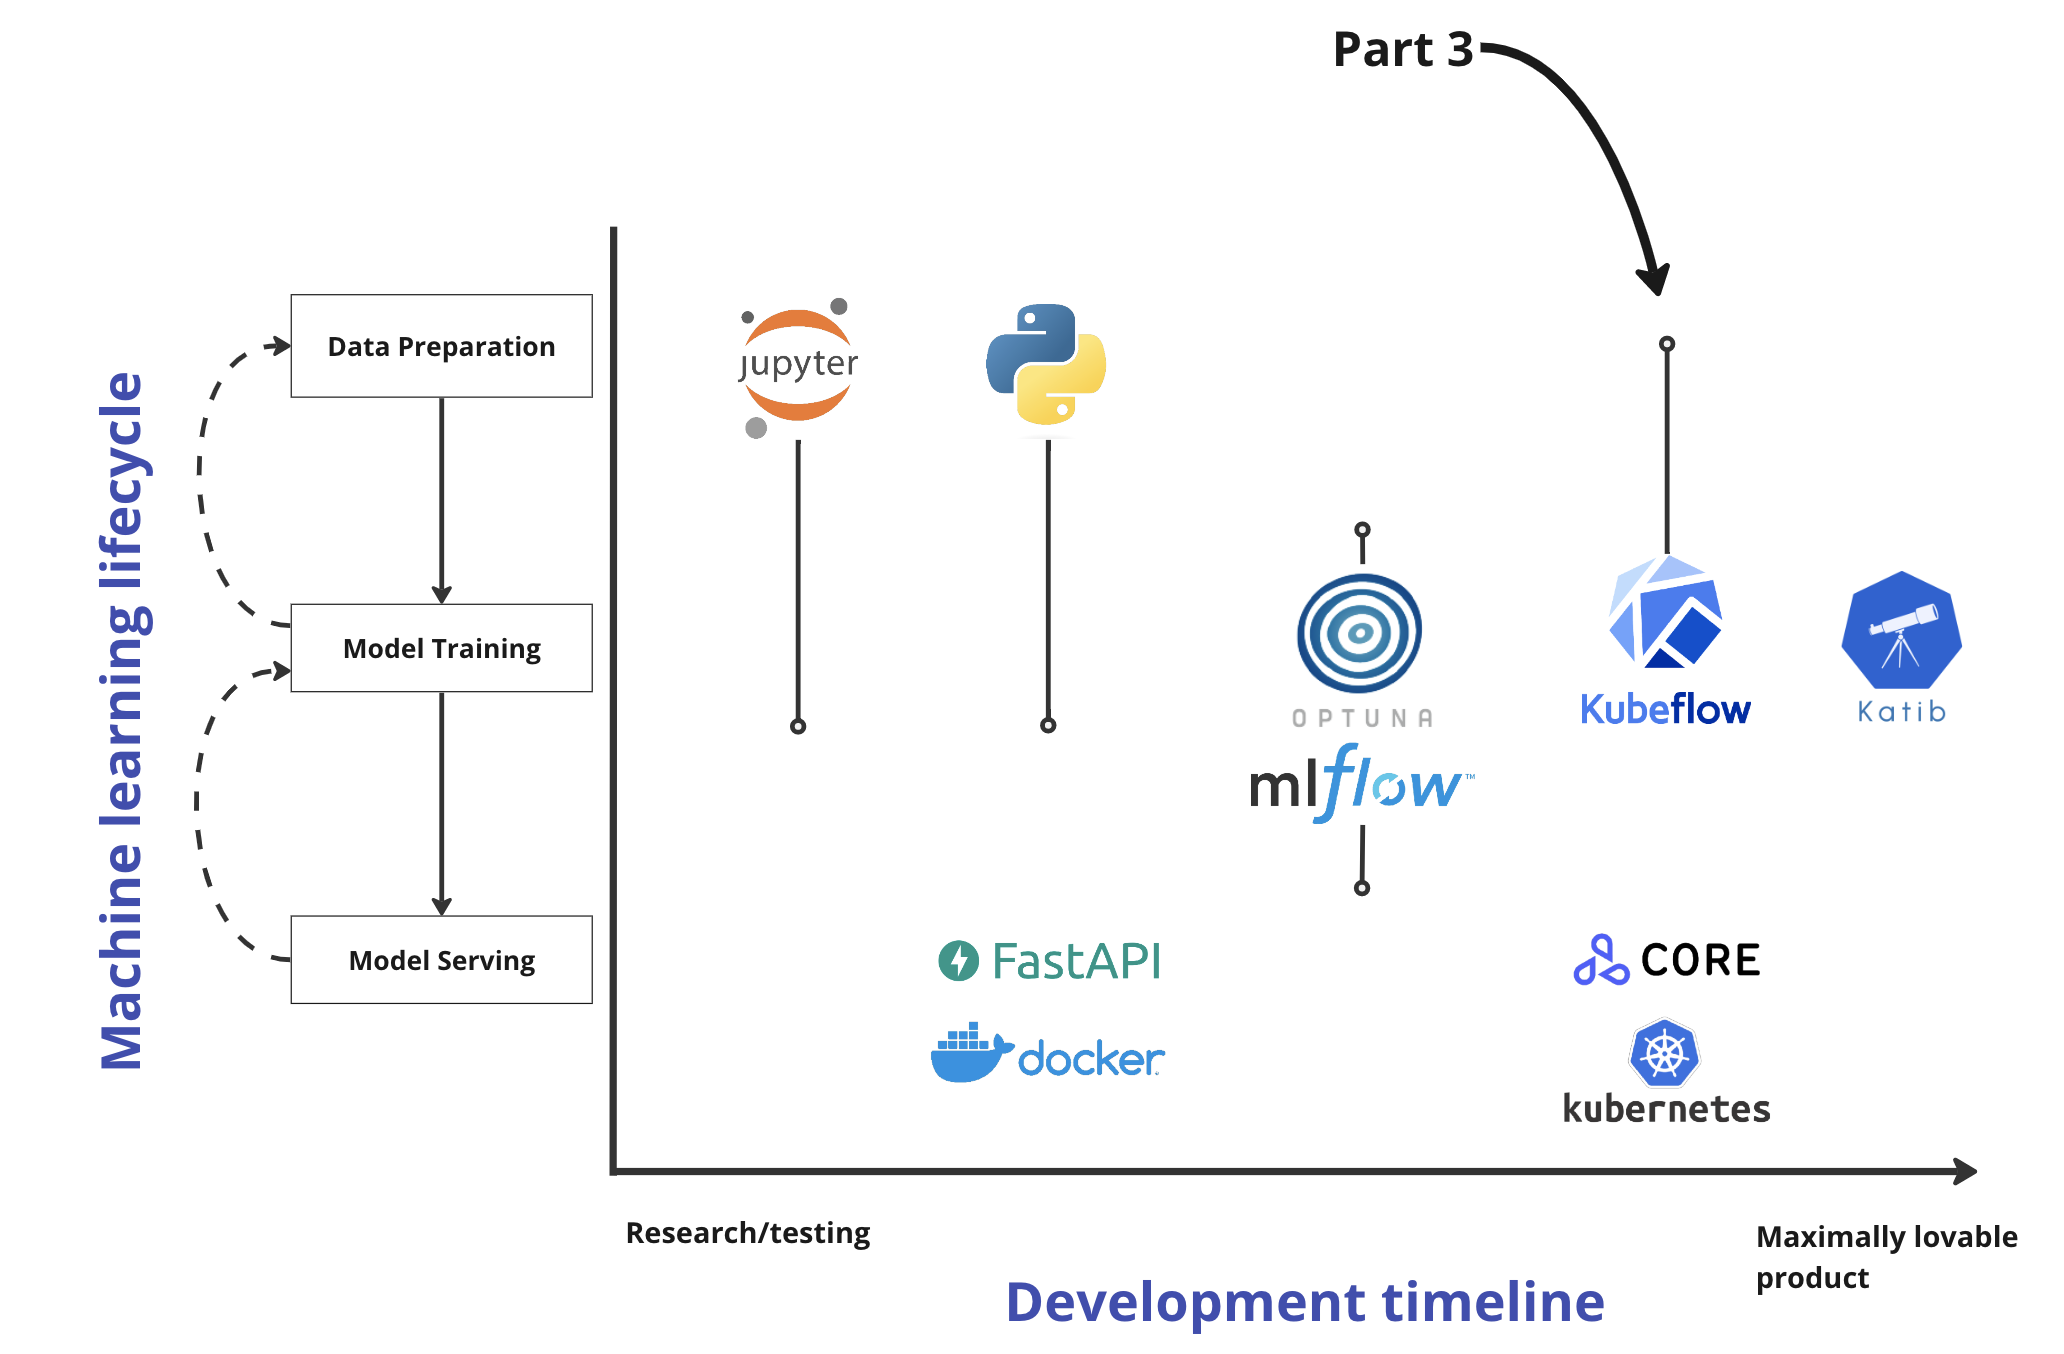 Part 3
Machine learning lifecycle
Data Preparation
Model Training
Model Serving
jupyter
OPTUNA
mlflow™
Kubeflow
Katib
FastAPI
docker
CORE
kubernetes
Research/testing
Maximally lovable
product
Development timeline